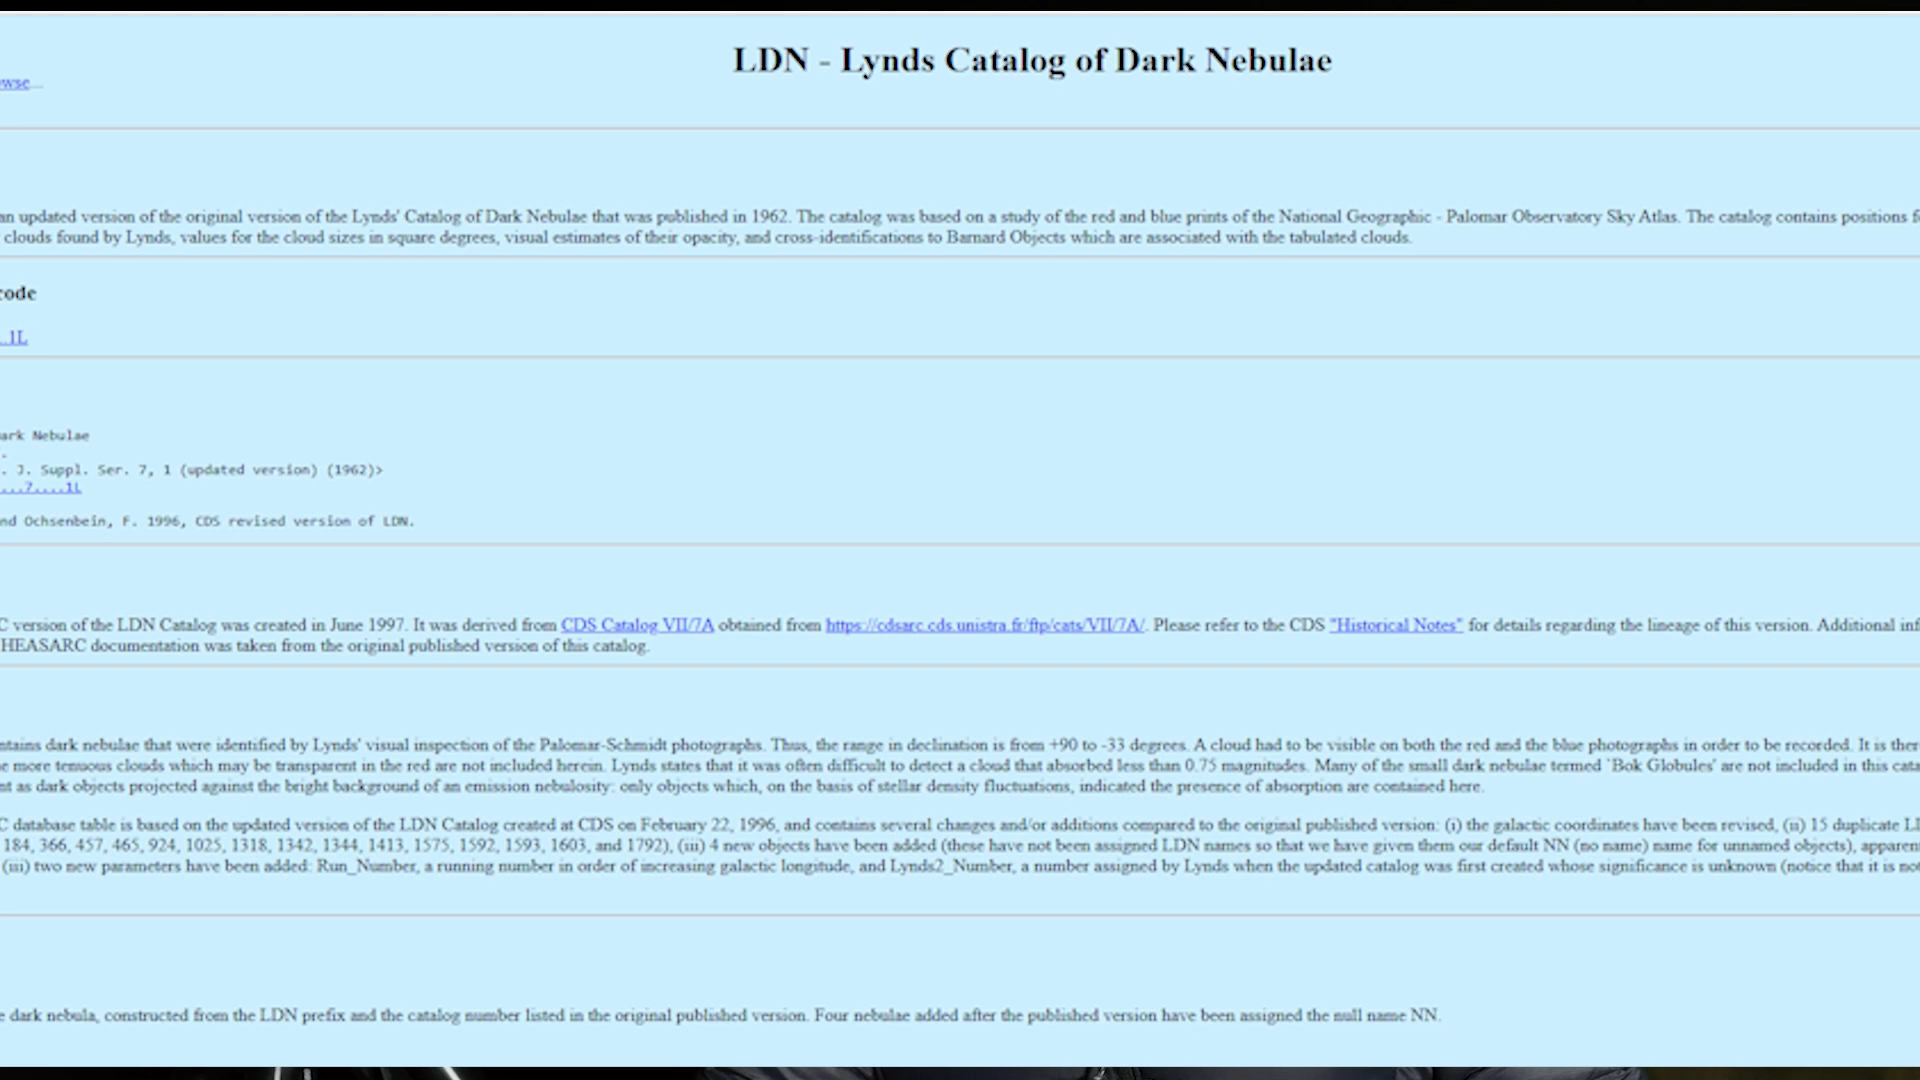 LDN - Lynds Catalog of Dark Nebulae
wse...
an updated version of the original version of the Lynds' Catalog of Dark Nebulae that was published in 1962. The catalog was based on a study of the red and blue prints of the National Geographic - Palomar Observatory Sky Atlas. The catalog contains positions f
clouds found by Lynds, values for the cloud sizes in square degrees, visual estimates of their opacity, and cross-identifications to Barnard Objects which are associated with the tabulated clouds.
code
..1L
ark Nebulae
.
. J. Suppl. Ser. 7, 1 (updated version) (1962)>
...7....1L
nd Ochsenbein, F. 1996, CDS revised version of LDN.
C version of the LDN Catalog was created in June 1997. It was derived from CDS Catalog VII/7A obtained from https://cdsarc.cds.unistra.fr/ftp/cats/VII/7A/. Please refer to the CDS "Historical Notes" for details regarding the lineage of this version. Additional inf
HEASARC documentation was taken from the original published version of this catalog.
ntains dark nebulae that were identified by Lynds' visual inspection of the Palomar-Schmidt photographs. Thus, the range in declination is from +90 to -33 degrees. A cloud had to be visible on both the red and the blue photographs in order to be recorded. It is ther
e more tenuous clouds which may be transparent in the red are not included herein. Lynds states that it was often difficult to detect a cloud that absorbed less than 0.75 magnitudes. Many of the small dark nebulae termed `Bok Globules' are not included in this cata
nt as dark objects projected against the bright background of an emission nebulosity: only objects which, on the basis of stellar density fluctuations, indicated the presence of absorption are contained here.
C database table is based on the updated version of the LDN Catalog created at CDS on February 22, 1996, and contains several changes and/or additions compared to the original published version: (i) the galactic coordinates have been revised, (ii) 15 duplicate LD
184, 366, 457, 465, 924, 1025, 1318, 1342, 1344, 1413, 1575, 1592, 1593, 1603, and 1792), (iii) 4 new objects have been added (these have not been assigned LDN names so that we have given them our default NN (no name) name for unnamed objects), apparen
(iii) two new parameters have been added: Run_Number, a running number in order of increasing galactic longitude, and Lynds2_Number, a number assigned by Lynds when the updated catalog was first created whose significance is unknown (notice that it is not
e dark nebula, constructed from the LDN prefix and the catalog number listed in the original published version. Four nebulae added after the published version have been assigned the null name NN.